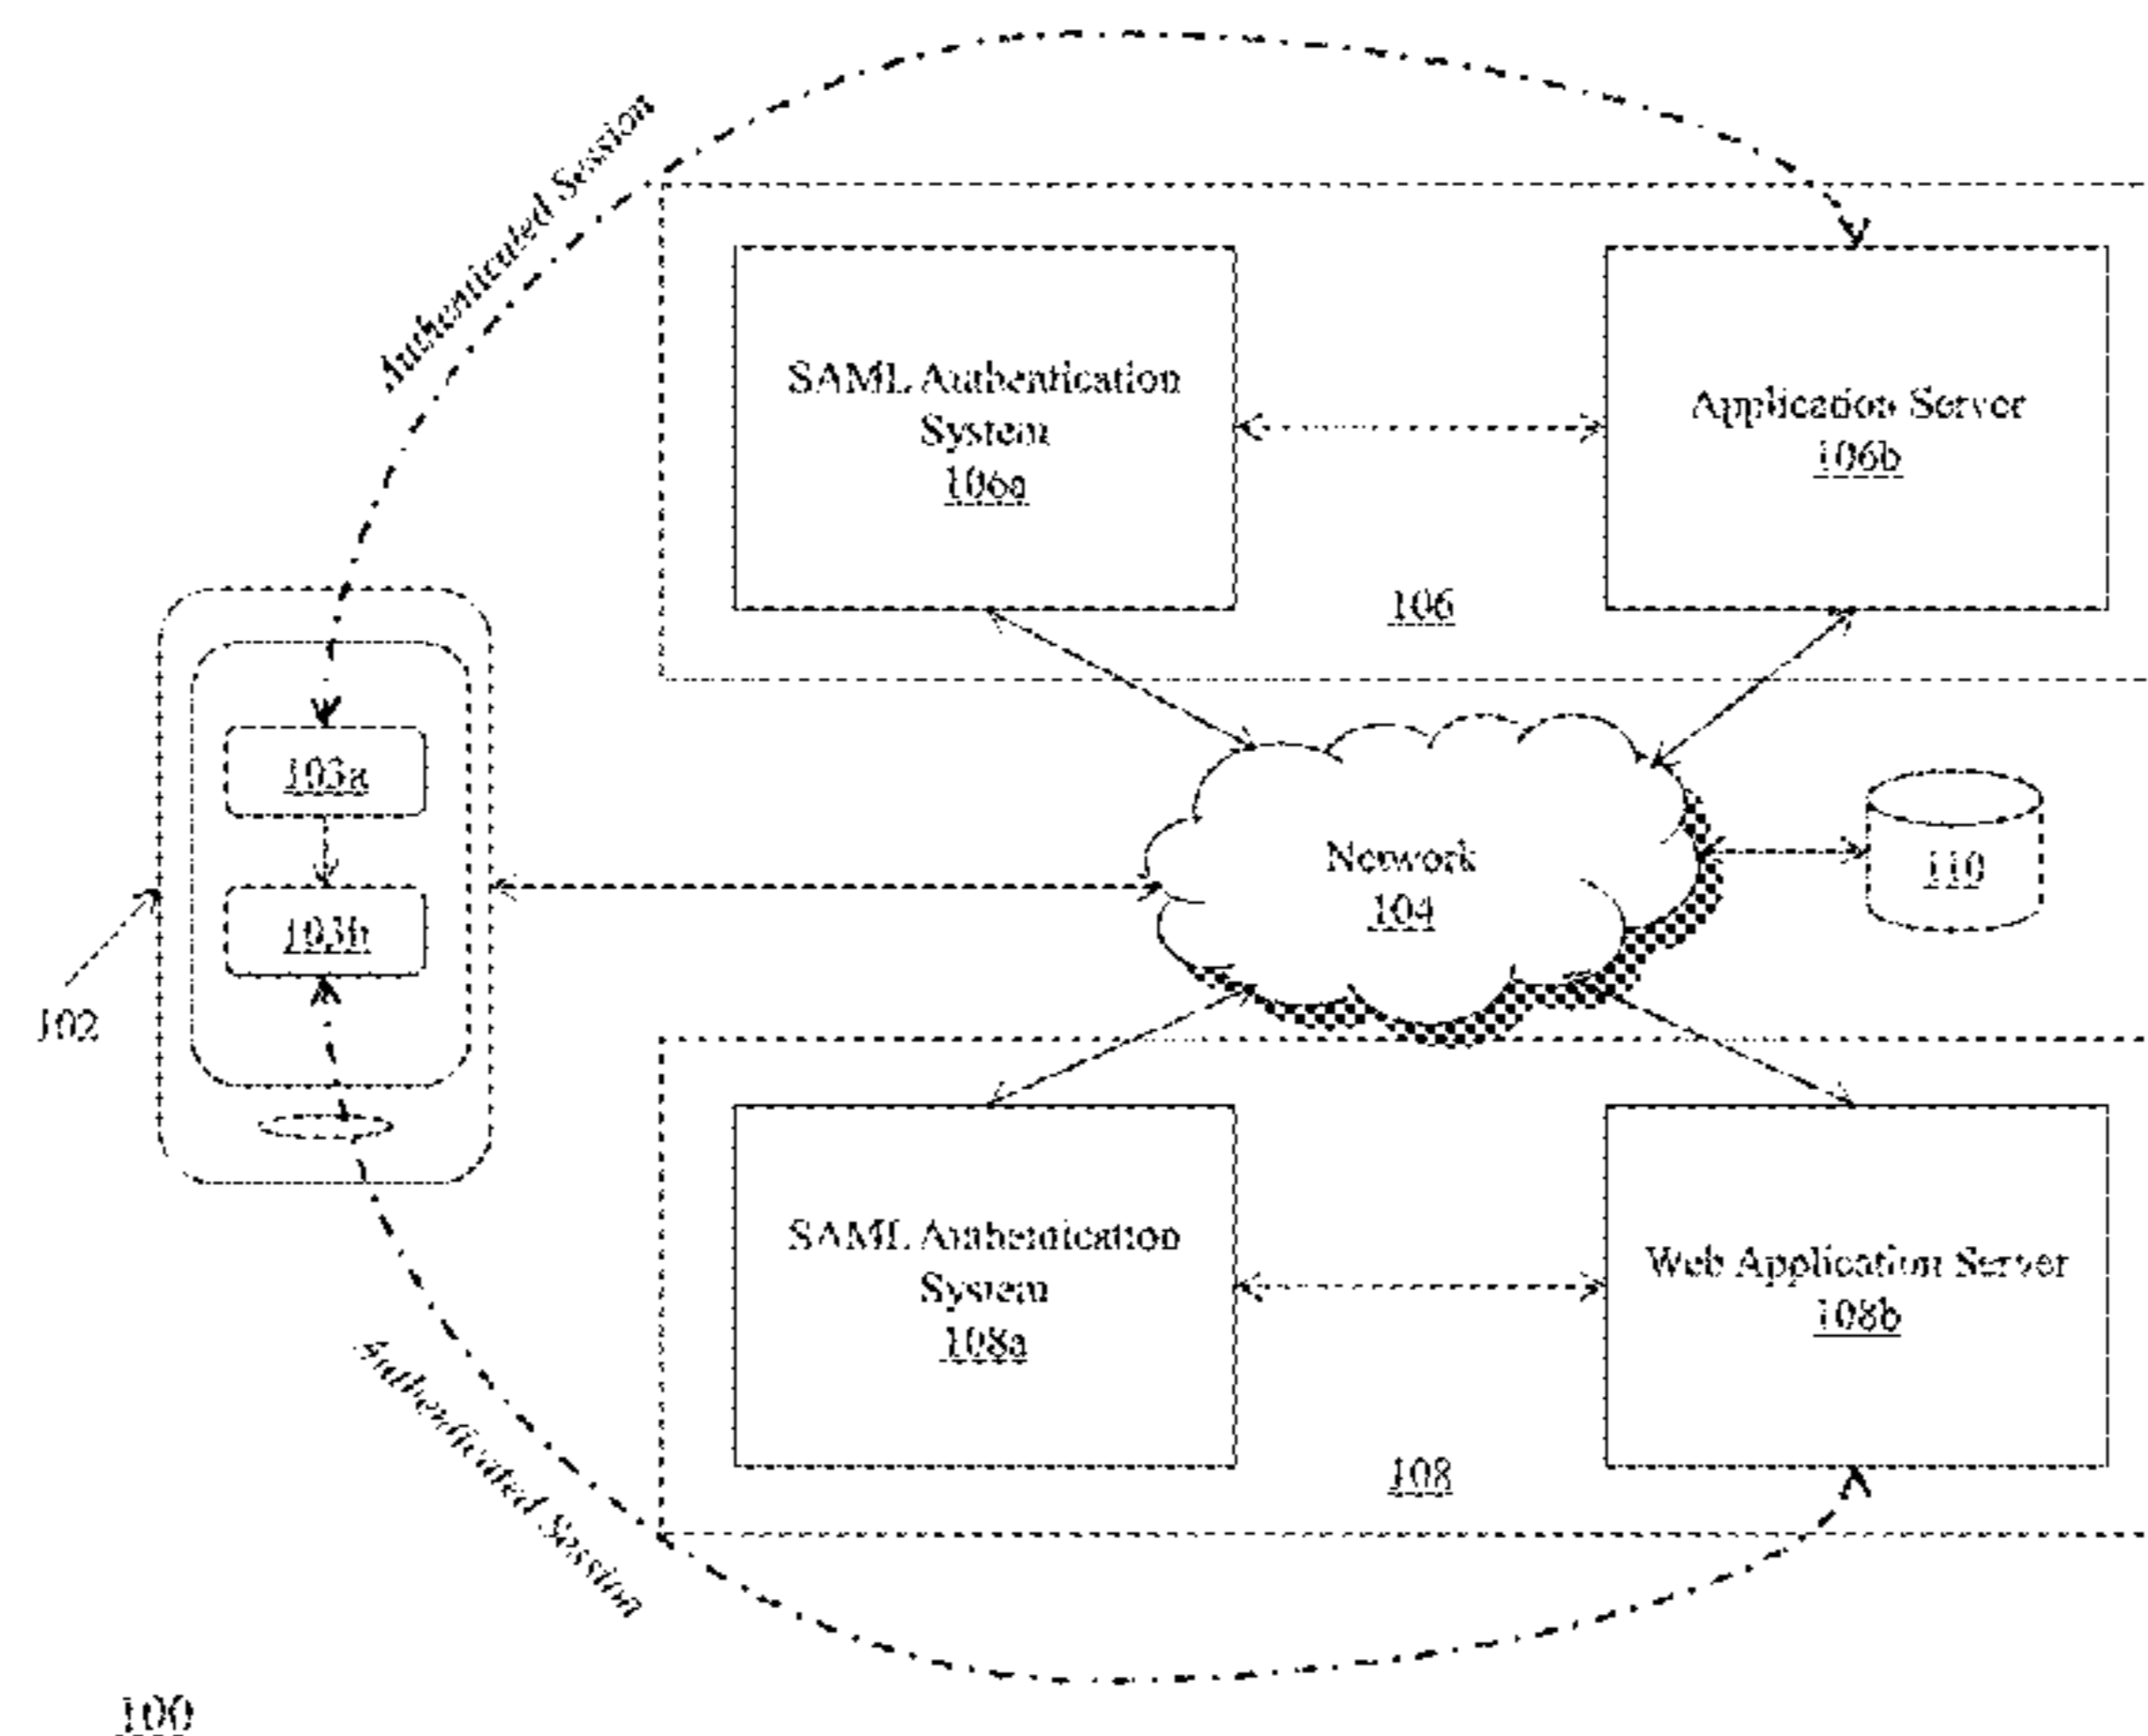 Authenticated Session
SAML Authentication
System
106a
Application Server
106b
106
103a
103b
102
Network
104
110
SAML Authentication
System
108a
Web Application Server
108b
108
Authenticated Session
100